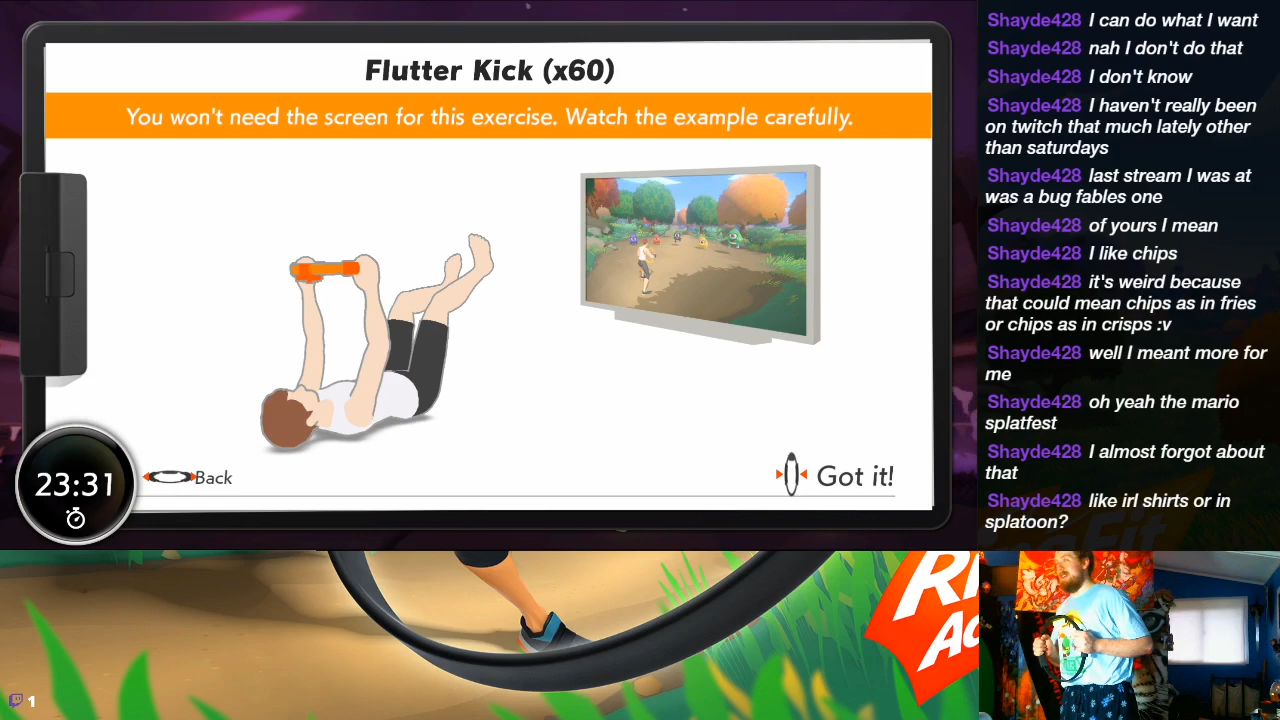 Flutter Kick (x60)
You won't need the screen for this exercise. Watch the example carefully.
23:31
Back
Got it!
1
Shayde428 I can do what I want
Shayde428 nah I don't do that
Shayde428 I don't know
Shayde428 I haven't really been
on twitch that much lately other
than saturdays
Shayde428 last stream I was at
was a bug fables one
Shayde428 of yours I mean
Shayde428 I like chips
Shayde428 it's weird because
that could mean chips as in fries
or chips as in crisps :v
Shayde428 well I meant more for
me
Shayde428 oh yeah the mario
splatfest
Shayde428 I almost forgot about
that
Shayde428 like irl shirts or in
splatoon?